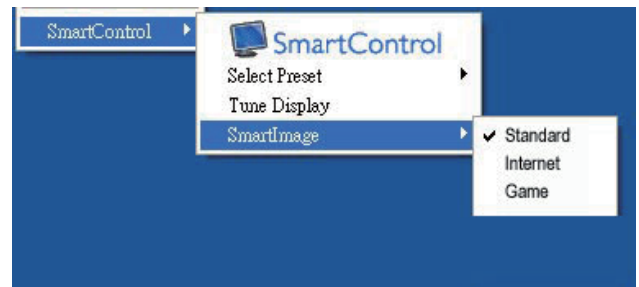 SmartControl
SmartControl
Select Preset
Tune Display
SmartImage
Standard
Internet
Game